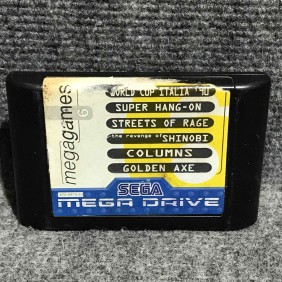 megagames 6
WORLD CUP ITALIA '90
SUPER HANG-ON
STREETS OF RAGE
the revenge of SHINOBI
COLUMNS
GOLDEN AXE
SEGA
MEGA DRIVE